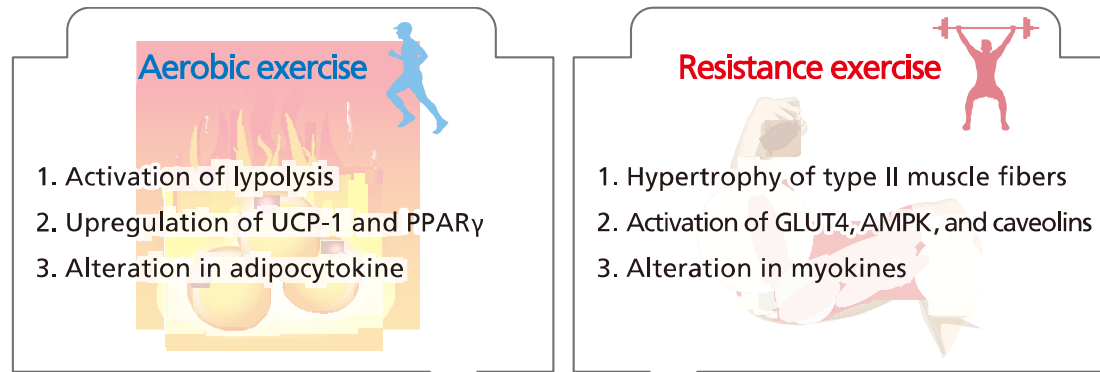 Aerobic exercise
1. Activation of lypolysis
2. Upregulation of UCP-1 and PPARγ
3. Alteration in adipocytokine
Resistance exercise
1. Hypertrophy of type II muscle fibers
2. Activation of GLUT4, AMPK, and caveolins
3. Alteration in myokines